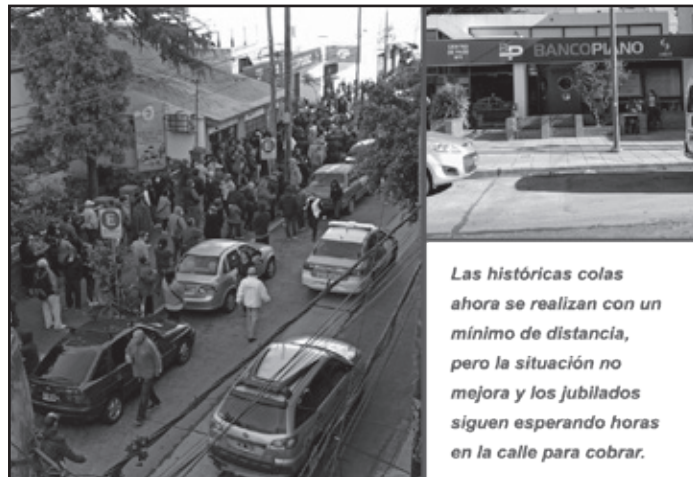 BANCO PIANO
Las históricas colas
ahora se realizan con un
mínimo de distancia,
pero la situación no
mejora y los jubilados
siguen esperando horas
en la calle para cobrar.